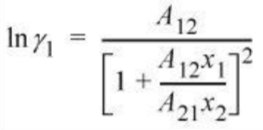 ln γ₁ = A₁₂ / [1 + A₁₂x₁ / A₂₁x₂]²